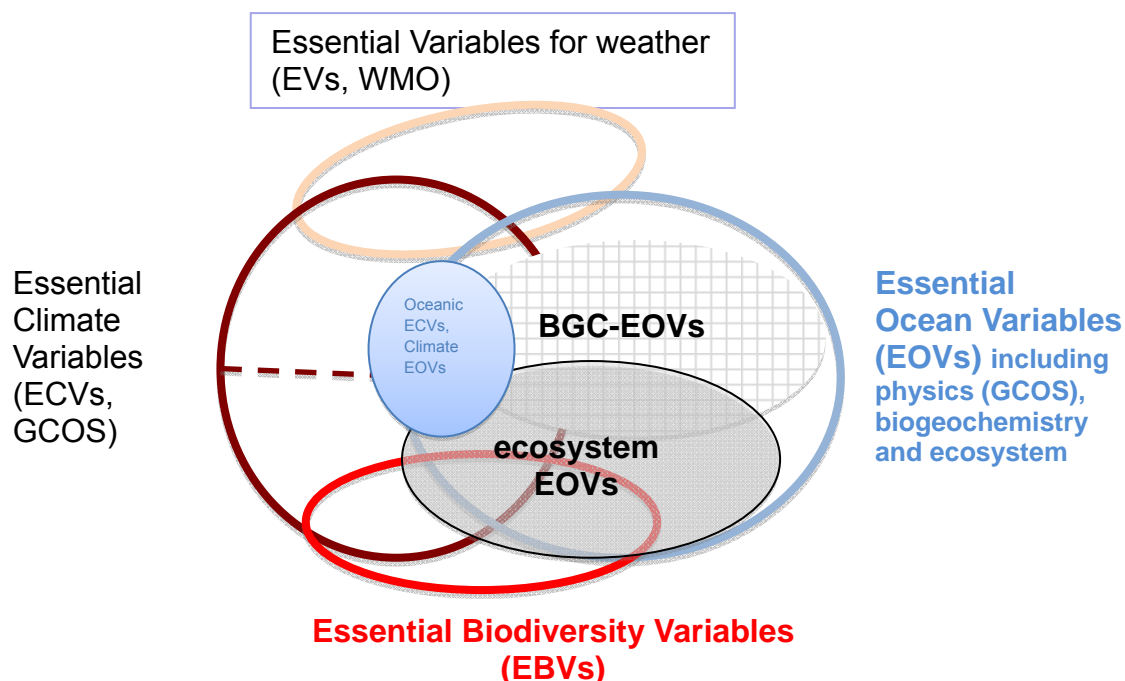 Essential Variables for weather
(EVs, WMO)
Essential
Climate
Variables
(ECVs,
GCOS)
Oceanic
ECVs,
Climate
EOVs
BGC-EOVs
ecosystem
EOVs
Essential
Ocean Variables
(EOVs) including
physics (GCOS),
biogeochemistry
and ecosystem
Essential Biodiversity Variables
(EBVs)